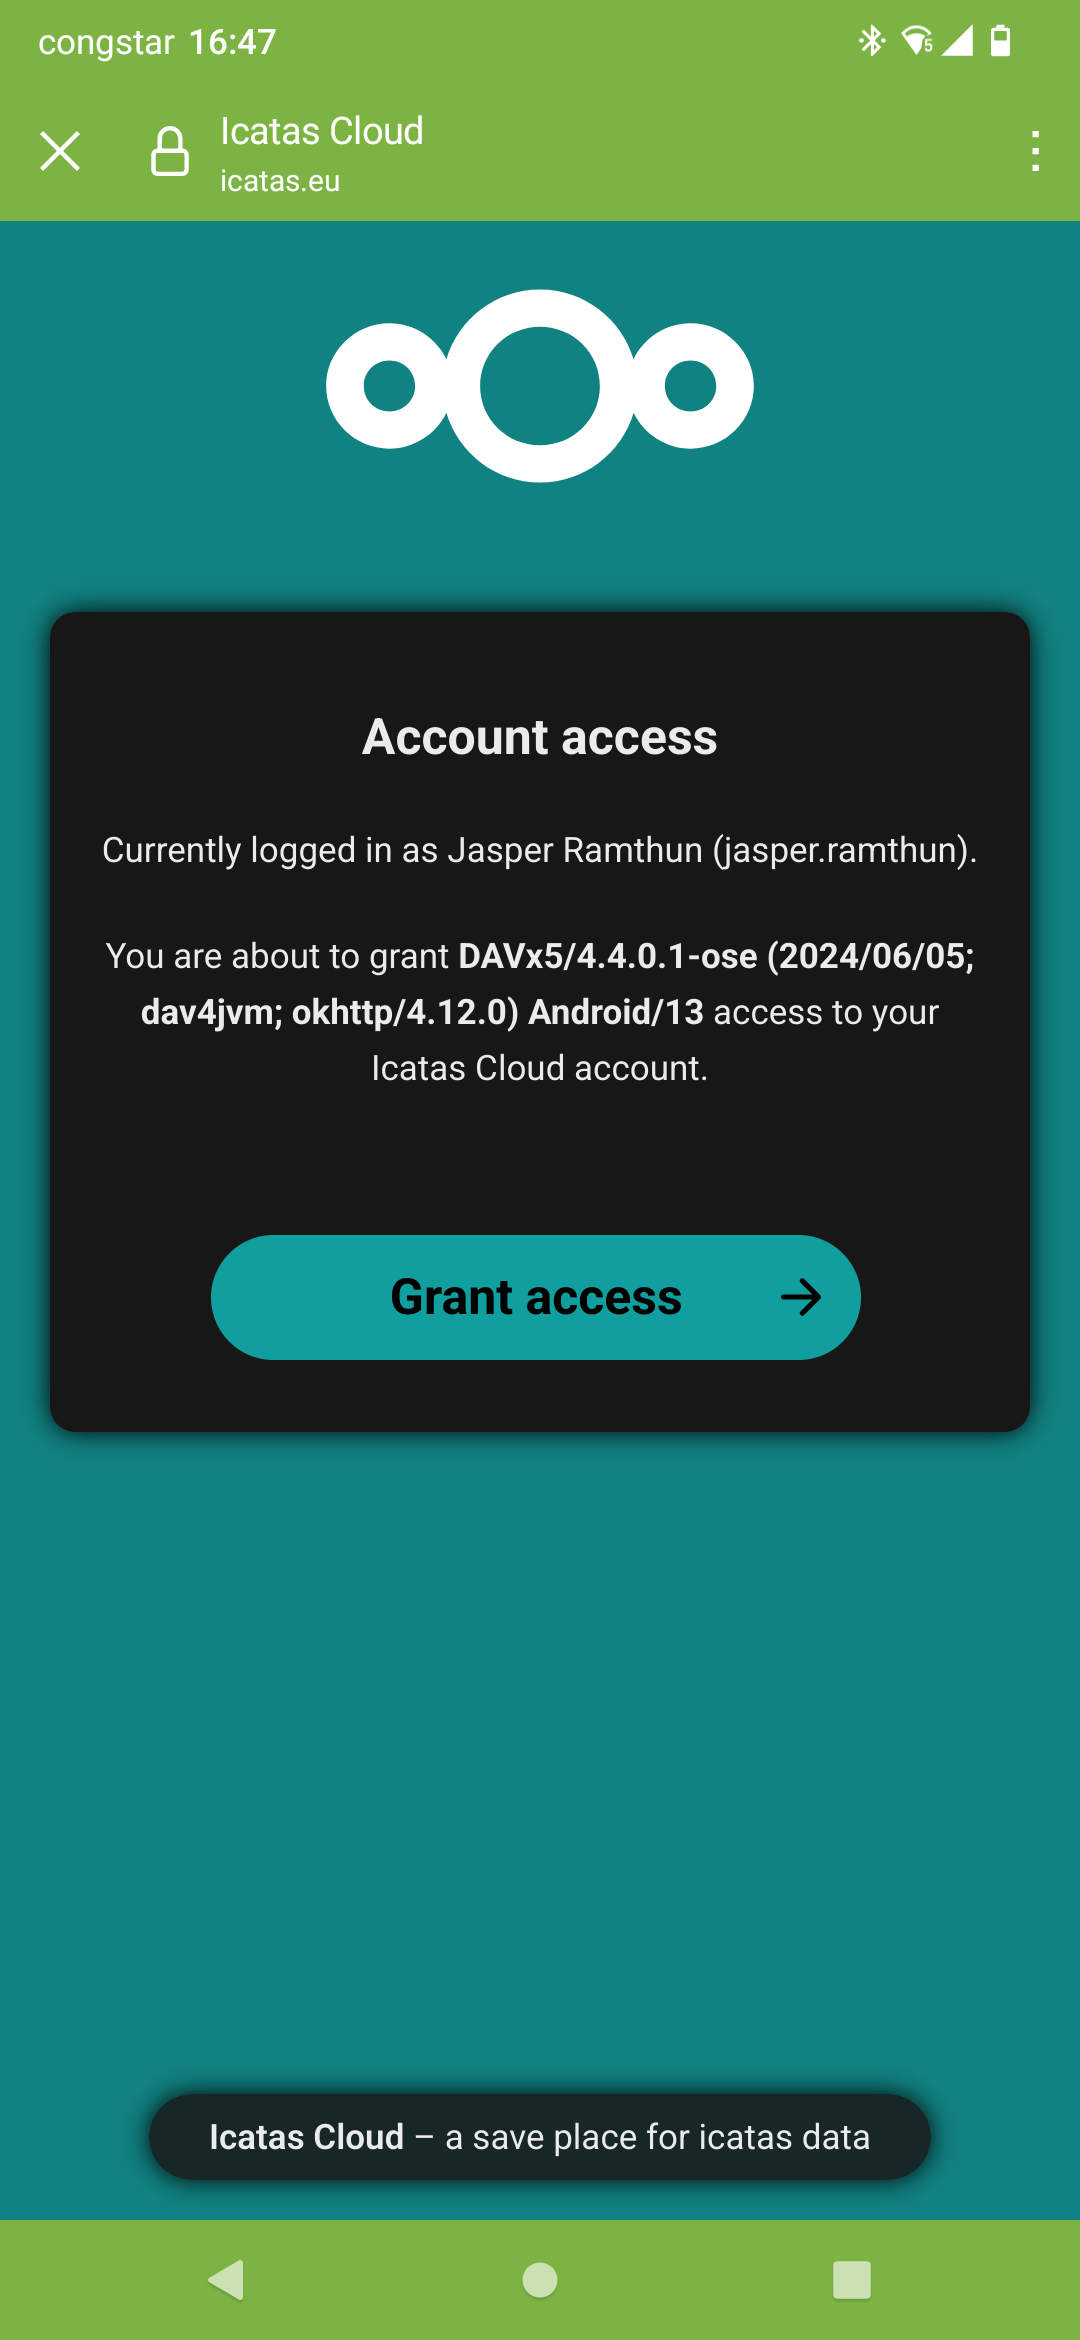 congstar 16:47
Icatas Cloud
icatas.eu
Account access
Currently logged in as Jasper Ramthun (jasper.ramthun).
You are about to grant DAVx5/4.4.0.1-ose (2024/06/05;
dav4jvm; okhttp/4.12.0) Android/13 access to your
Icatas Cloud account.
Grant access
Icatas Cloud – a save place for icatas data